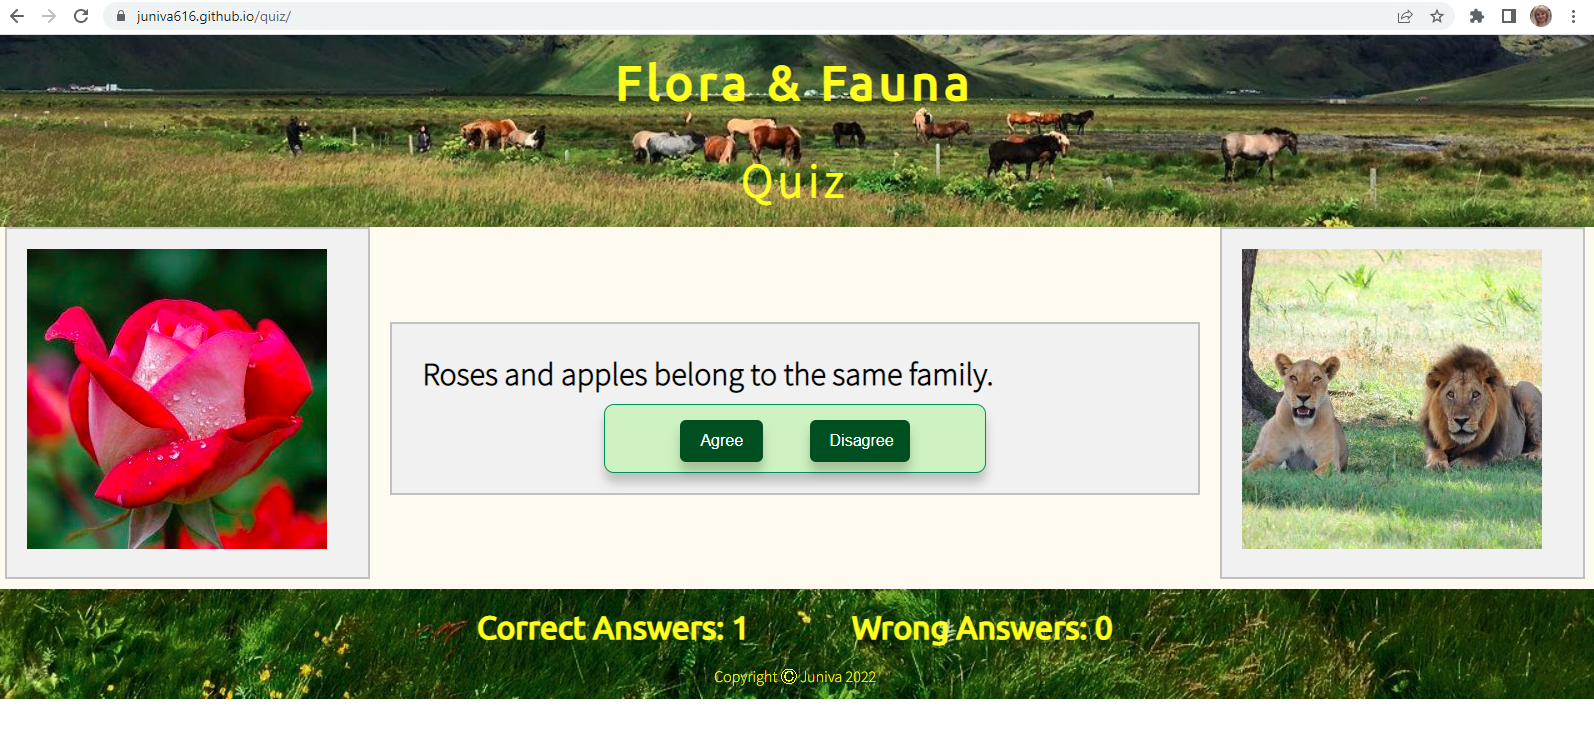 juniva616.github.io/quiz/
Flora & Fauna
Quiz
Roses and apples belong to the same family.
Agree Disagree
Correct Answers: 1 Wrong Answers: 0
Copyright © Juniva 2022